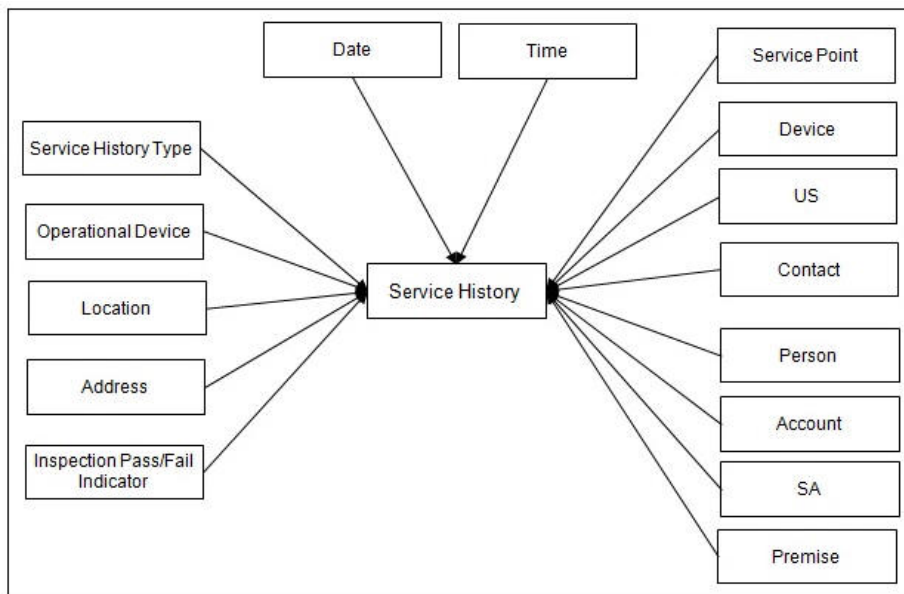 Date
Time
Service Point
Device
US
Contact
Person
Account
SA
Premise
Service History Type
Operational Device
Location
Address
Inspection Pass/Fail
Indicator
Service History